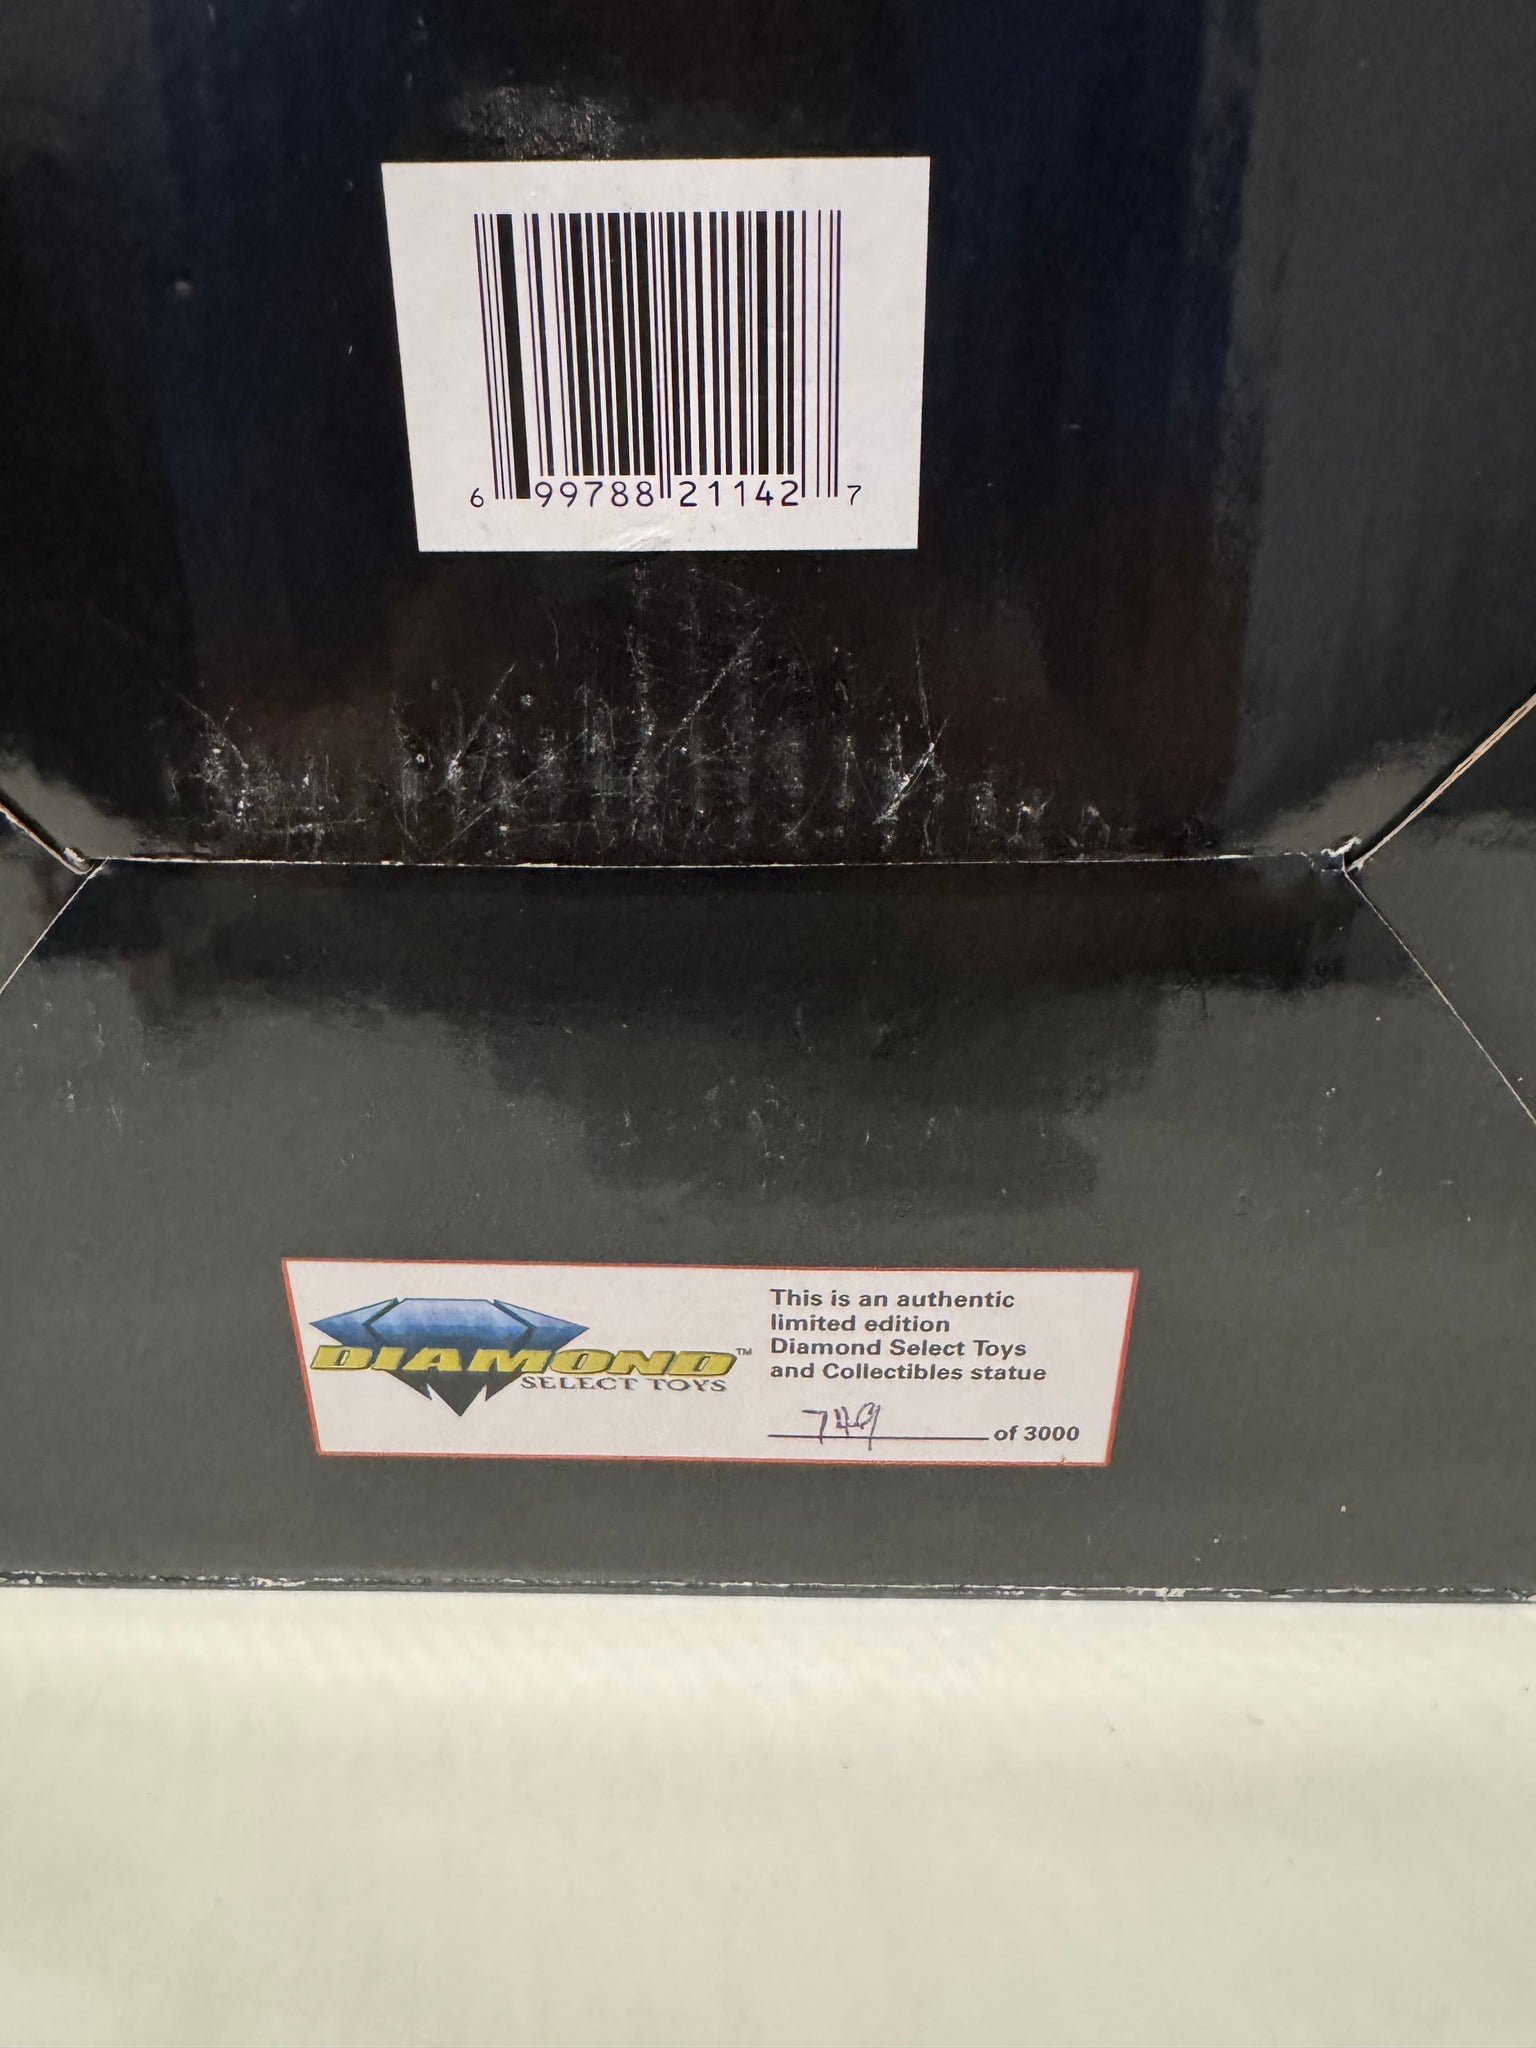 6 99788 21142 7
DIAMOND™
SELECT TOYS
This is an authentic
limited edition
Diamond Select Toys
and Collectibles statue
749 of 3000